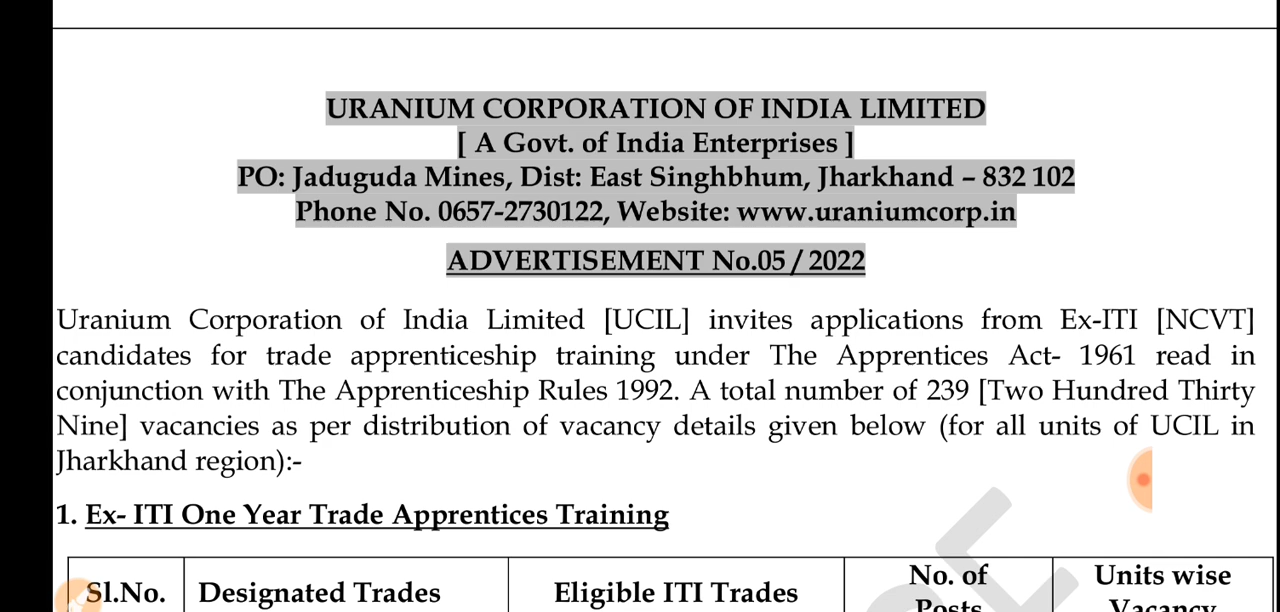 URANIUM CORPORATION OF INDIA LIMITED
[ A Govt. of India Enterprises ]
PO: Jaduguda Mines, Dist: East Singhbhum, Jharkhand – 832 102
Phone No. 0657-2730122, Website: www.uraniumcorp.in
ADVERTISEMENT No.05 / 2022
Uranium Corporation of India Limited [UCIL] invites applications from Ex-ITI [NCVT]
candidates for trade apprenticeship training under The Apprentices Act- 1961 read in
conjunction with The Apprenticeship Rules 1992. A total number of 239 [Two Hundred Thirty
Nine] vacancies as per distribution of vacancy details given below (for all units of UCIL in
Jharkhand region):-
1. Ex- ITI One Year Trade Apprentices Training
Sl.No. Designated Trades Eligible ITI Trades No. of Posts Units wise Vacancy